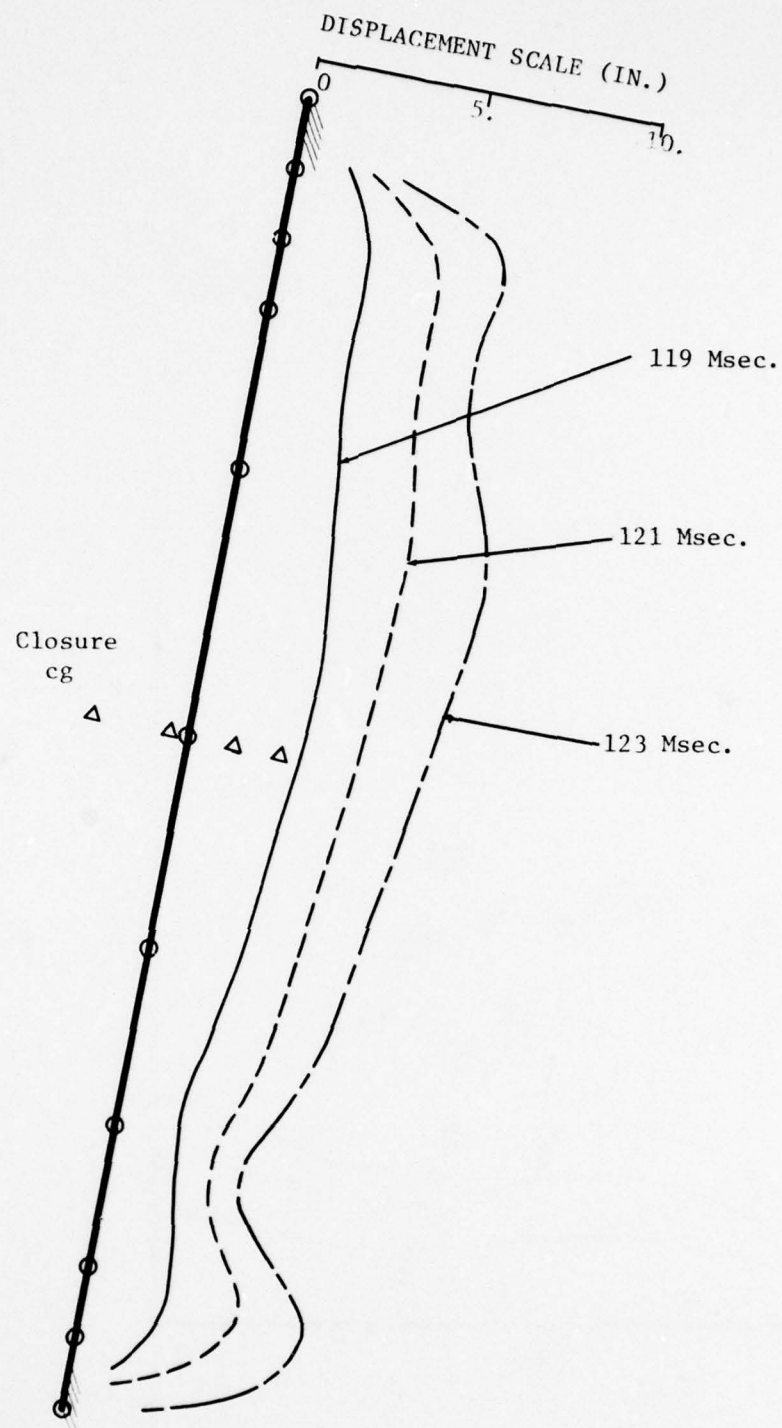 DISPLACEMENT SCALE (IN.)
0 5. 10.
119 Msec.
121 Msec.
Closure
cg
123 Msec.